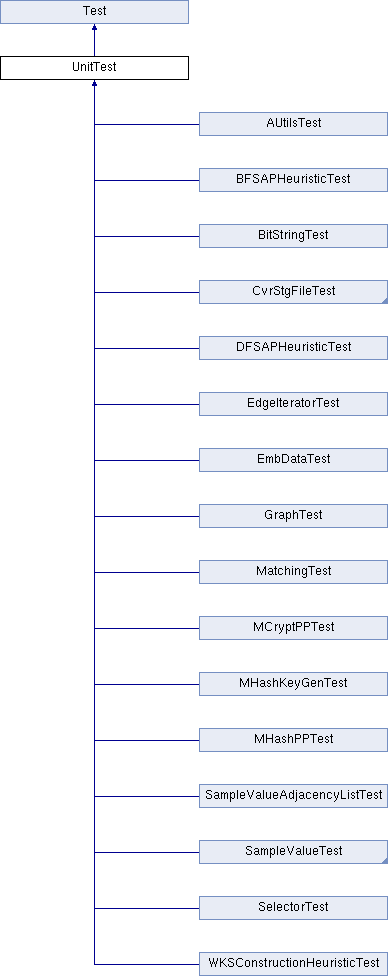 Test
UnitTest
AUtilsTest
BFSAPHeuristicTest
BitStringTest
CvrStgFileTest
DFSAPHeuristicTest
EdgeIteratorTest
EmbDataTest
GraphTest
MatchingTest
MCryptPPTest
MHashKeyGenTest
MHashPPTest
SampleValueAdjacencyListTest
SampleValueTest
SelectorTest
WKSConstructionHeuristicTest